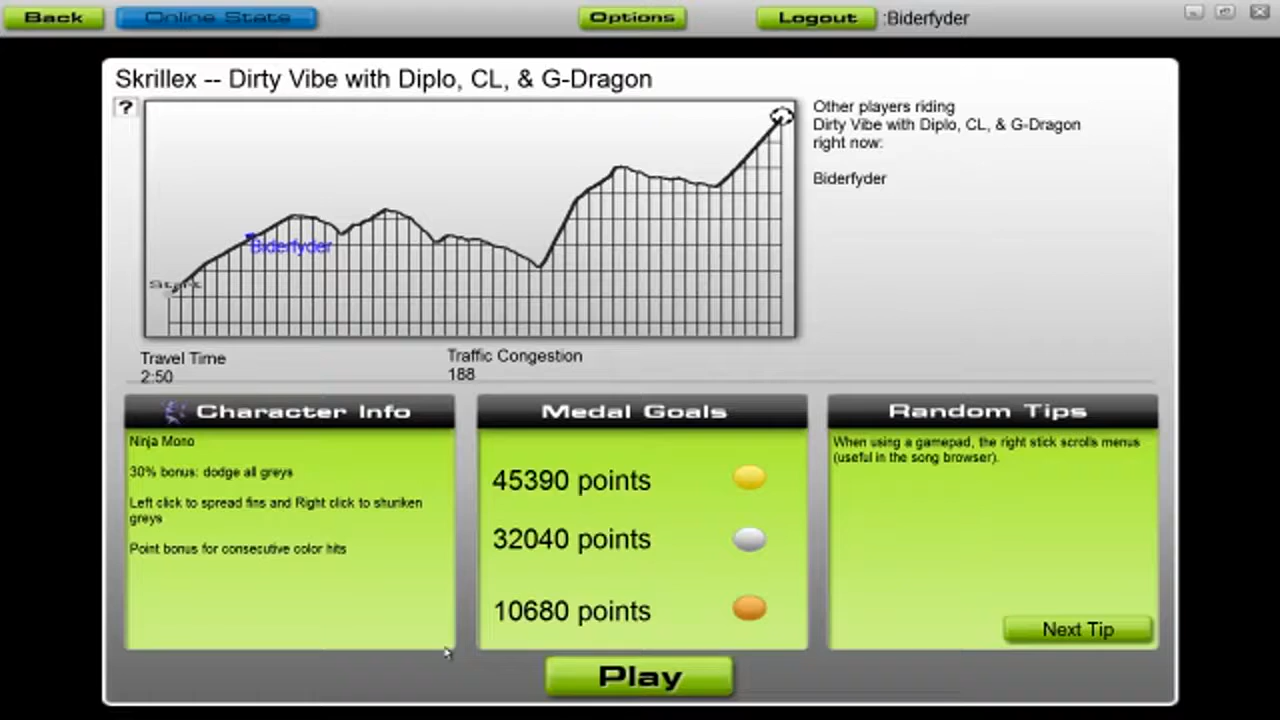 Back
Online Stats
Options
Logout
:Biderfyder
Skrillex -- Dirty Vibe with Diplo, CL, & G-Dragon
?
Start
Biderfyder
Other players riding
Dirty Vibe with Diplo, CL, & G-Dragon
right now:
Biderfyder
Travel Time
2:50
Traffic Congestion
188
Character Info
Ninja Mono
30% bonus: dodge all greys
Left click to spread fins and Right click to shuriken
greys
Point bonus for consecutive color hits
Medal Goals
45390 points
32040 points
10680 points
Random Tips
When using a gamepad, the right stick scrolls menus
(useful in the song browser).
Next Tip
Play